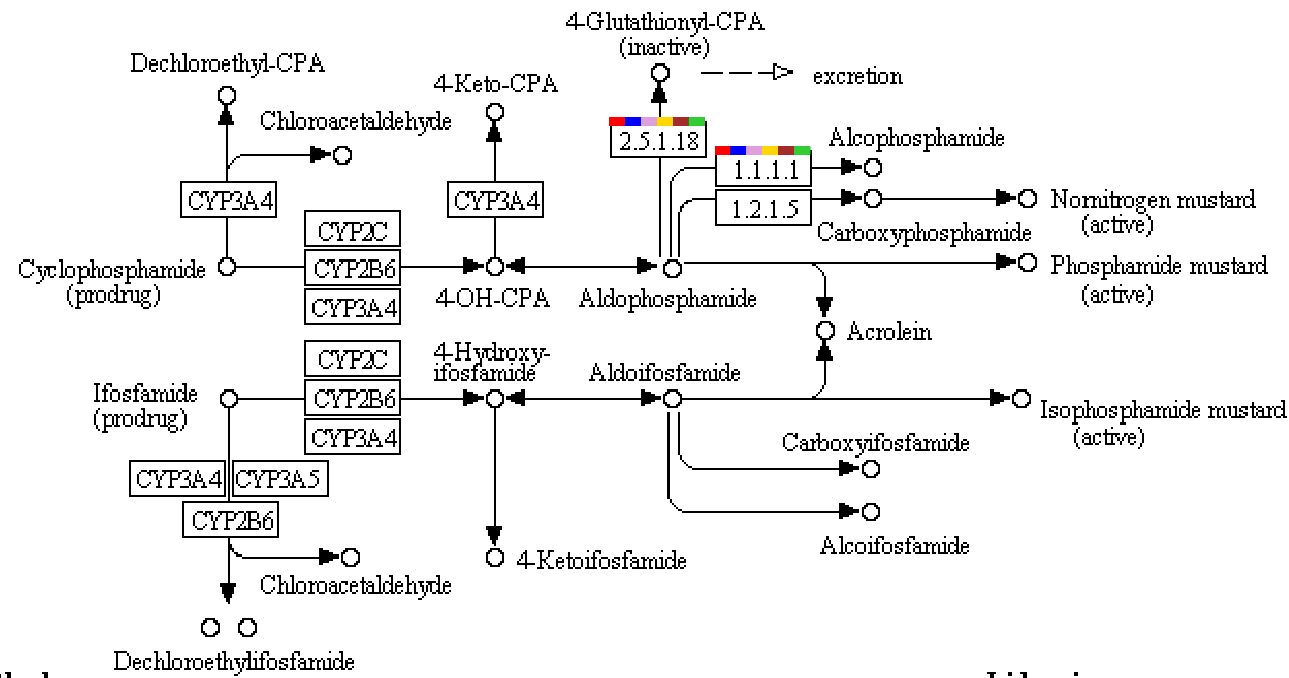 4-Glutathionyl-CPA
(inactive)
excretion
Dechloroethyl-CPA
4-Keto-CPA
Chloroacetaldehyde
2.5.1.18
Alcophosphamide
1.1.1.1
CYP3A4
CYP3A4
1.2.1.5
Nornitrogen mustard
(active)
CYP2C
Carboxyphosphamide
Cyclophosphamide
(prodrug)
CYP2B6
Phosphamide mustard
(active)
CYP3A4
4-OH-CPA
Aldophosphamide
Acrolein
CYP2C
4-Hydroxy-
ifosfamide
Aldoifosfamide
Ifosfamide
(prodrug)
CYP2B6
Isophosphamide mustard
(active)
CYP3A4
Carboxyifosfamide
CYP3A4
CYP3A5
CYP2B6
Alcoifosfamide
4-Ketoifosfamide
Chloroacetaldehyde
Dechloroethylifosfamide